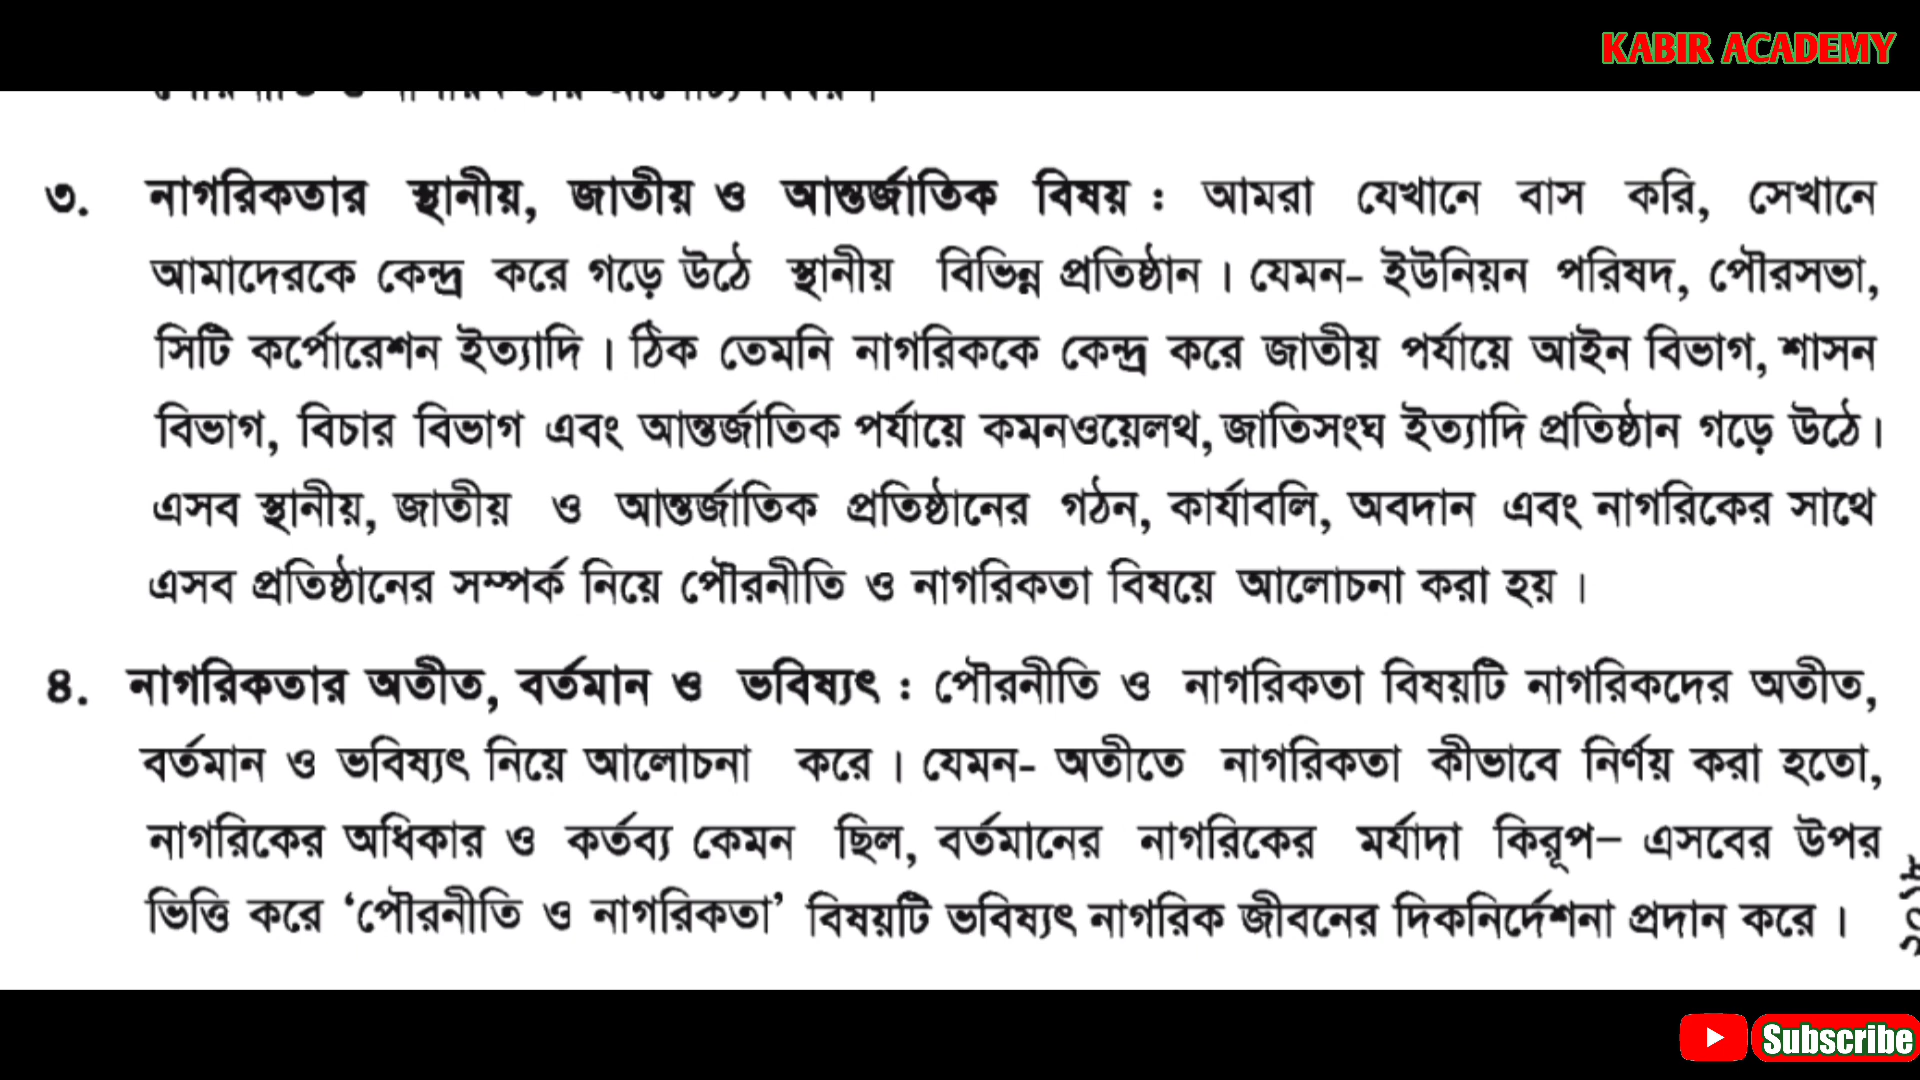 KABIR ACADEMY
৩. নাগরিকতার স্থানীয়, জাতীয় ও আন্তর্জাতিক বিষয় : আমরা যেখানে বাস করি, সেখানে
আমাদেরকে কেন্দ্র করে গড়ে উঠে স্থানীয় বিভিন্ন প্রতিষ্ঠান । যেমন- ইউনিয়ন পরিষদ, পৌরসভা,
সিটি কর্পোরেশন ইত্যাদি । ঠিক তেমনি নাগরিককে কেন্দ্র করে জাতীয় পর্যায়ে আইন বিভাগ, শাসন
বিভাগ, বিচার বিভাগ এবং আন্তর্জাতিক পর্যায়ে কমনওয়েলথ, জাতিসংঘ ইত্যাদি প্রতিষ্ঠান গড়ে উঠে।
এসব স্থানীয়, জাতীয় ও আন্তর্জাতিক প্রতিষ্ঠানের গঠন, কার্যাবলি, অবদান এবং নাগরিকের সাথে
এসব প্রতিষ্ঠানের সম্পর্ক নিয়ে পৌরনীতি ও নাগরিকতা বিষয়ে আলোচনা করা হয় ।
৪. নাগরিকতার অতীত, বর্তমান ও ভবিষ্যৎ : পৌরনীতি ও নাগরিকতা বিষয়টি নাগরিকদের অতীত,
বর্তমান ও ভবিষ্যৎ নিয়ে আলোচনা করে । যেমন- অতীতে নাগরিকতা কীভাবে নির্ণয় করা হতো,
নাগরিকের অধিকার ও কর্তব্য কেমন ছিল, বর্তমানের নাগরিকের মর্যাদা কিরূপ– এসবের উপর
ভিত্তি করে ‘পৌরনীতি ও নাগরিকতা’ বিষয়টি ভবিষ্যৎ নাগরিক জীবনের দিকনির্দেশনা প্রদান করে ।
Subscribe